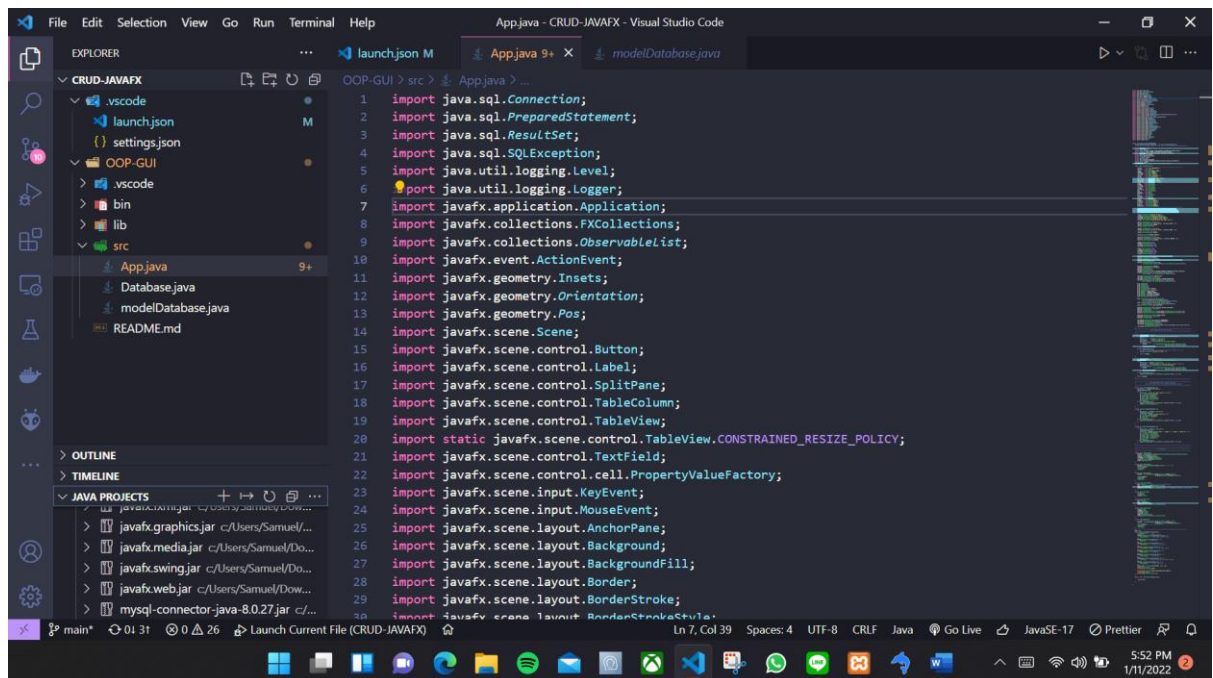 File Edit Selection View Go Run Terminal Help App.java - CRUD-JAVAFX - Visual Studio Code
EXPLORER
launch.json M App.java 9+ modelDatabase.java
CRUD-JAVAFX
OOP-GUI > src > App.java > ...
.vscode
launch.json M
{} settings.json
OOP-GUI
.vscode
bin
lib
src
App.java 9+
Database.java
modelDatabase.java
README.md
OUTLINE
TIMELINE
JAVA PROJECTS
javafx.fxml.jar c:/Users/Samuel/Dow...
javafx.graphics.jar c:/Users/Samuel/...
javafx.media.jar c:/Users/Samuel/Do...
javafx.swing.jar c:/Users/Samuel/Do...
javafx.web.jar c:/Users/Samuel/Dow...
mysql-connector-java-8.0.27.jar c:/...
10
1 import java.sql.Connection;
2 import java.sql.PreparedStatement;
3 import java.sql.ResultSet;
4 import java.sql.SQLException;
5 import java.util.logging.Level;
6 port java.util.logging.Logger;
7 import javafx.application.Application;
8 import javafx.collections.FXCollections;
9 import javafx.collections.ObservableList;
10 import javafx.event.ActionEvent;
11 import javafx.geometry.Insets;
12 import javafx.geometry.Orientation;
13 import javafx.geometry.Pos;
14 import javafx.scene.Scene;
15 import javafx.scene.control.Button;
16 import javafx.scene.control.Label;
17 import javafx.scene.control.SplitPane;
18 import javafx.scene.control.TableColumn;
19 import javafx.scene.control.TableView;
20 import static javafx.scene.control.TableView.CONSTRAINED_RESIZE_POLICY;
21 import javafx.scene.control.TextField;
22 import javafx.scene.control.cell.PropertyValueFactory;
23 import javafx.scene.input.KeyEvent;
24 import javafx.scene.input.MouseEvent;
25 import javafx.scene.layout.AnchorPane;
26 import javafx.scene.layout.Background;
27 import javafx.scene.layout.BackgroundFill;
28 import javafx.scene.layout.Border;
29 import javafx.scene.layout.BorderStroke;
30 import javafx.scene.layout.BorderStrokeStyle;
main* 0↓ 3↑ 0 26 Launch Current File (CRUD-JAVAFX) Ln 7, Col 39 Spaces: 4 UTF-8 CRLF Java Go Live JavaSE-17 Prettier
5:52 PM
1/11/2022 2